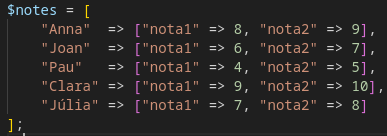 $notes = [
    "Anna"  => ["nota1" => 8, "nota2" => 9],
    "Joan"  => ["nota1" => 6, "nota2" => 7],
    "Pau"   => ["nota1" => 4, "nota2" => 5],
    "Clara" => ["nota1" => 9, "nota2" => 10],
    "Júlia" => ["nota1" => 7, "nota2" => 8]
];